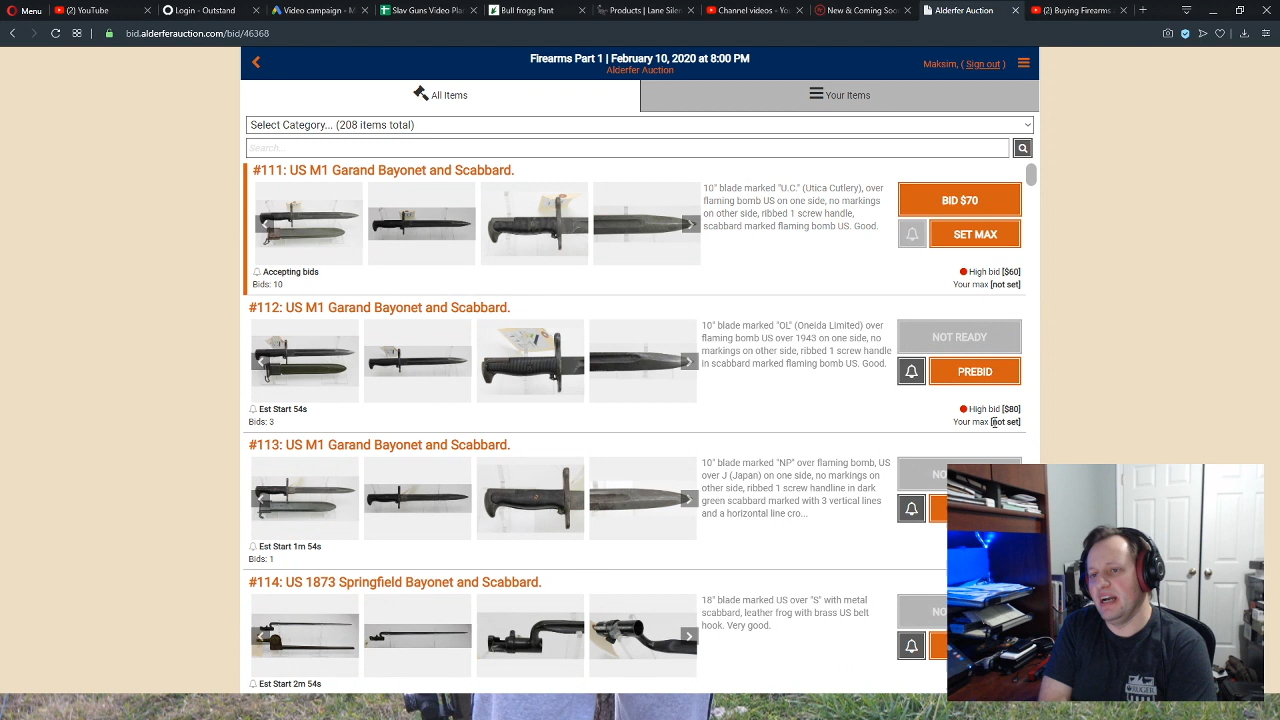 Menu
(2) YouTube
Login - Outstand
Video campaign - M
Slav Guns Video Plan
Bull frogg Pant
Products | Lane Silen
Channel videos - You
New & Coming Soo
Alderfer Auction
(2) Buying Firearms
bid.alderferauction.com/bid/46368
Firearms Part 1 | February 10, 2020 at 8:00 PM
Alderfer Auction
Maksim, ( Sign out )
All Items
Your Items
Select Category... (208 items total)
Search...
#111: US M1 Garand Bayonet and Scabbard.
10" blade marked "U.C." (Utica Cutlery), over
flaming bomb US on one side, no markings
on other side, ribbed 1 screw handle,
scabbard marked flaming bomb US. Good.
BID $70
SET MAX
Accepting bids
Bids: 10
High bid [$60]
Your max [not set]
#112: US M1 Garand Bayonet and Scabbard.
10" blade marked "OL" (Oneida Limited) over
flaming bomb US over 1943 on one side, no
markings on other side, ribbed 1 screw handle
in scabbard marked flaming bomb US. Good.
NOT READY
PREBID
Est Start 54s
Bids: 3
High bid [$80]
Your max [not set]
#113: US M1 Garand Bayonet and Scabbard.
10" blade marked "NP" over flaming bomb, US
over J (Japan) on one side, no markings on
other side, ribbed 1 screw handline in dark
green scabbard marked with 3 vertical lines
and a horizontal line cro...
NO
Est Start 1m 54s
Bids: 1
#114: US 1873 Springfield Bayonet and Scabbard.
18" blade marked US over "S" with metal
scabbard, leather frog with brass US belt
hook. Very good.
NO
Est Start 2m 54s
RUGER